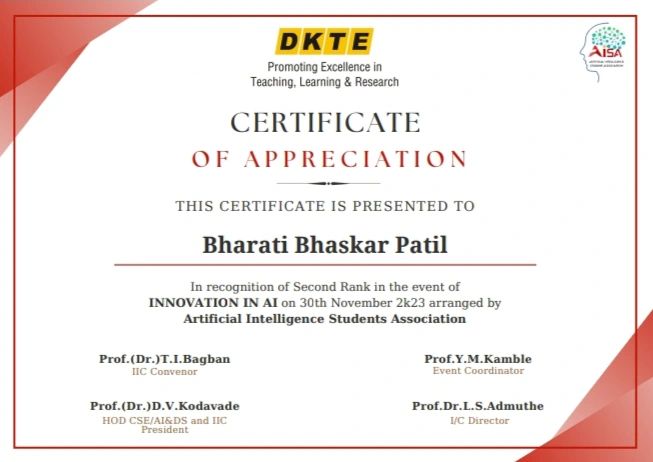 DKTE
Promoting Excellence in
Teaching, Learning & Research
AISA
ARTIFICIAL INTELLIGENCE
STUDENTS ASSOCIATION
CERTIFICATE
OF APPRECIATION
THIS CERTIFICATE IS PRESENTED TO
Bharati Bhaskar Patil
In recognition of Second Rank in the event of
INNOVATION IN AI on 30th November 2k23 arranged by
Artificial Intelligence Students Association
Prof.(Dr.)T.I.Bagban
IIC Convenor
Prof.Y.M.Kamble
Event Coordinator
Prof.(Dr.)D.V.Kodavade
HOD CSE/AI&DS and IIC
President
Prof.Dr.L.S.Admuthe
I/C Director